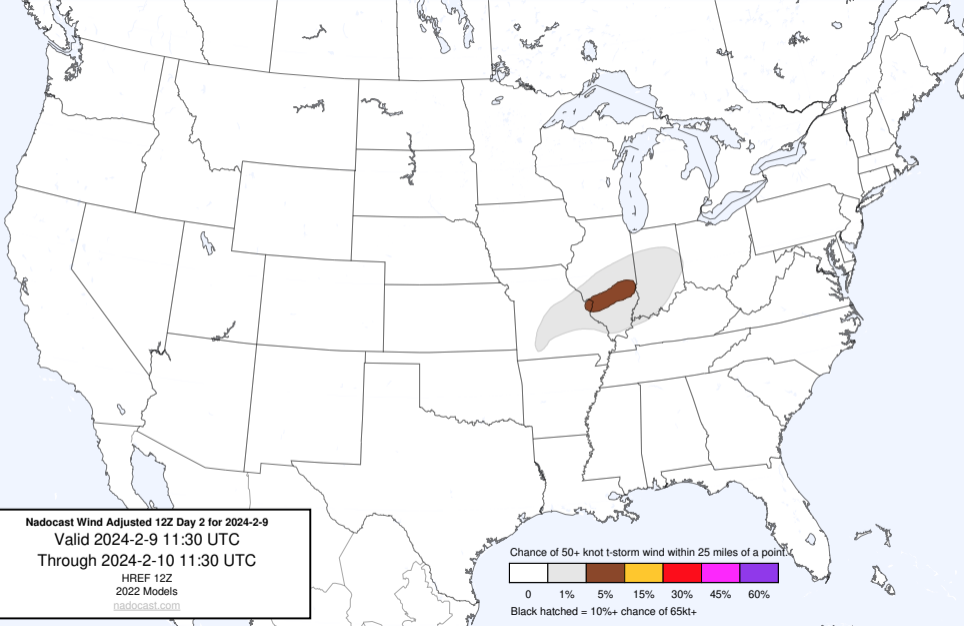 Nadocast Wind Adjusted 12Z Day 2 for 2024-2-9
Valid 2024-2-9 11:30 UTC
Through 2024-2-10 11:30 UTC
HREF 12Z
2022 Models
nadocast.com
Chance of 50+ knot t-storm wind within 25 miles of a point.
0 1% 5% 15% 30% 45% 60%
Black hatched = 10%+ chance of 65kt+